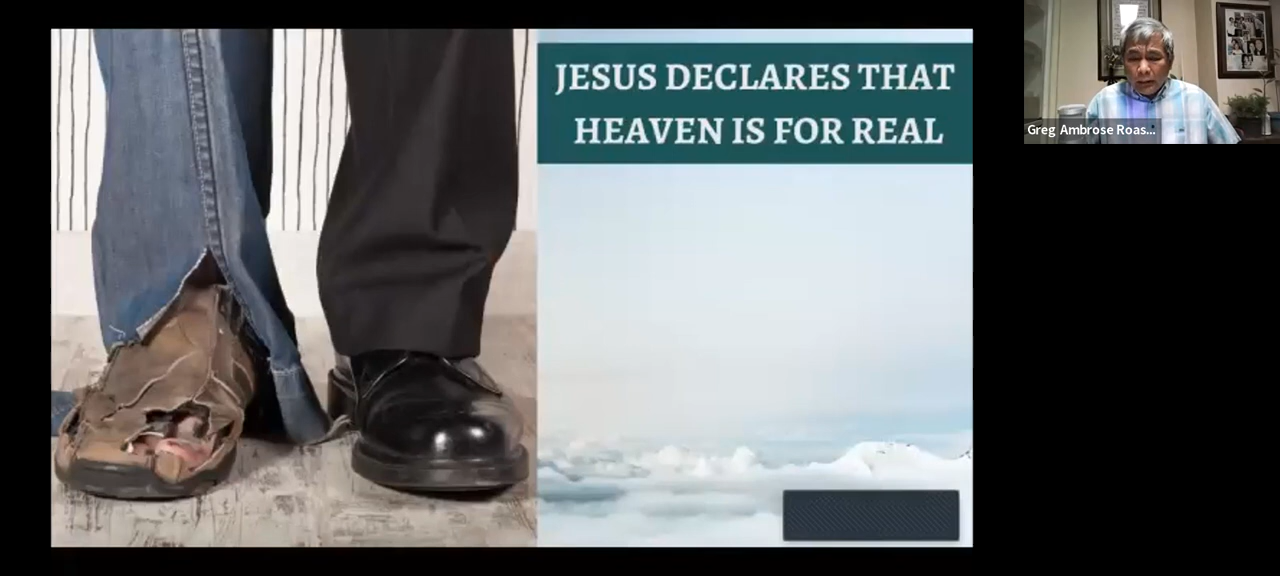 JESUS DECLARES THAT
HEAVEN IS FOR REAL
Greg Ambrose Roas...